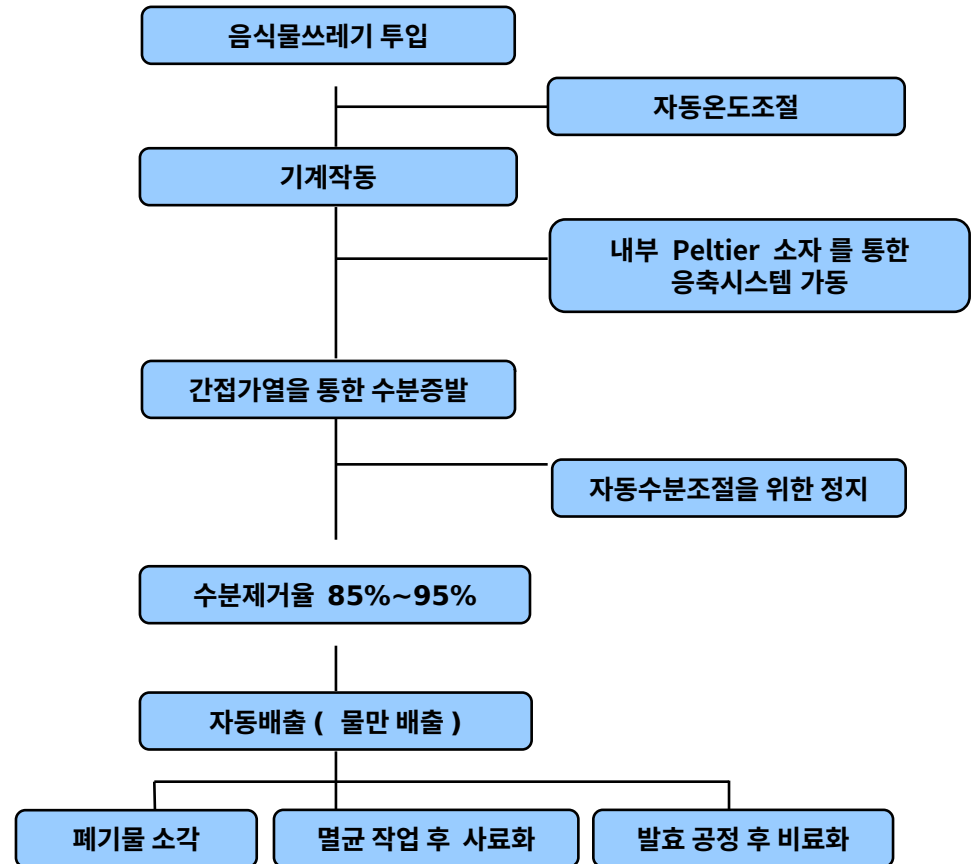 음식물쓰레기 투입
자동온도조절
기계작동
내부 Peltier 소자 를 통한
응축시스템 가동
간접가열을 통한 수분증발
자동수분조절을 위한 정지
수분제거율 85%~95%
자동배출 ( 물만 배출 )
폐기물 소각
멸균 작업 후 사료화
발효 공정 후 비료화